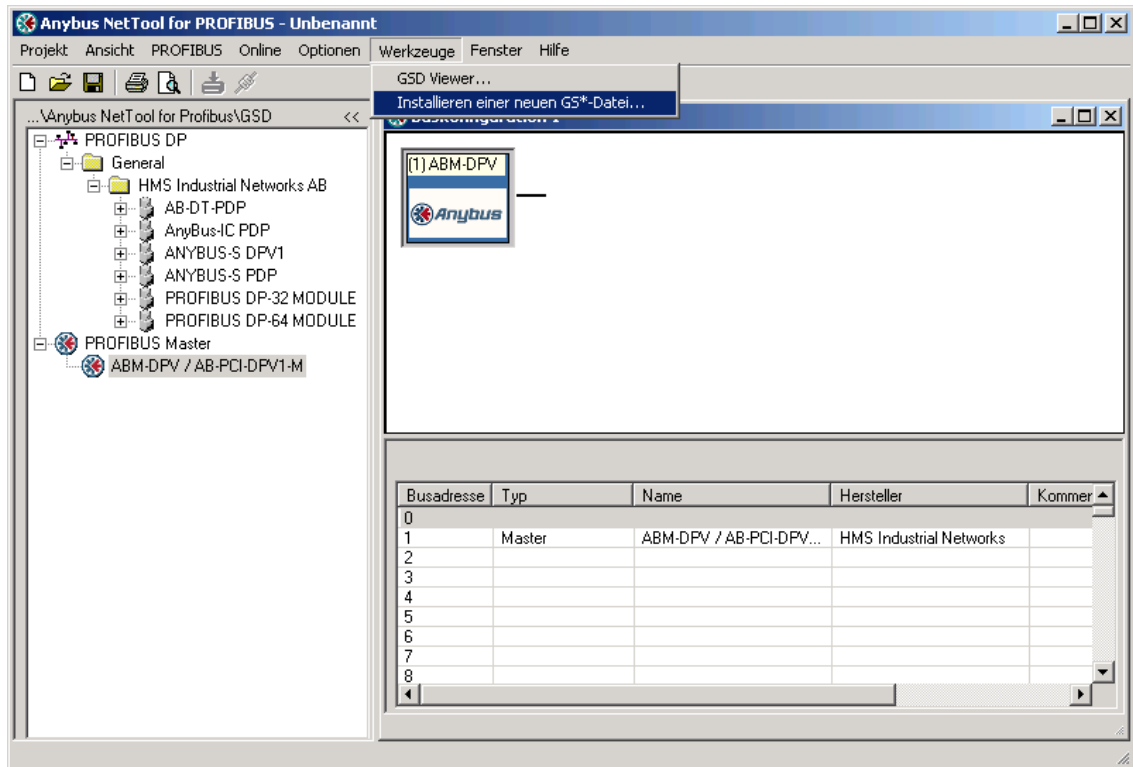 Anybus NetTool for PROFIBUS - Unbenannt
Projekt Ansicht PROFIBUS Online Optionen Werkzeuge Fenster Hilfe
GSD Viewer...
Installieren einer neuen GS*-Datei...
...\Anybus NetTool for Profibus\GSD <<
PROFIBUS DP
General
HMS Industrial Networks AB
AB-DT-PDP
AnyBus-IC PDP
ANYBUS-S DPV1
ANYBUS-S PDP
PROFIBUS DP-32 MODULE
PROFIBUS DP-64 MODULE
PROFIBUS Master
ABM-DPV / AB-PCI-DPV1-M
(1) ABM-DPV
Anybus
Busadresse Typ Name Hersteller Kommer
0
1 Master ABM-DPV / AB-PCI-DPV... HMS Industrial Networks
2
3
4
5
6
7
8